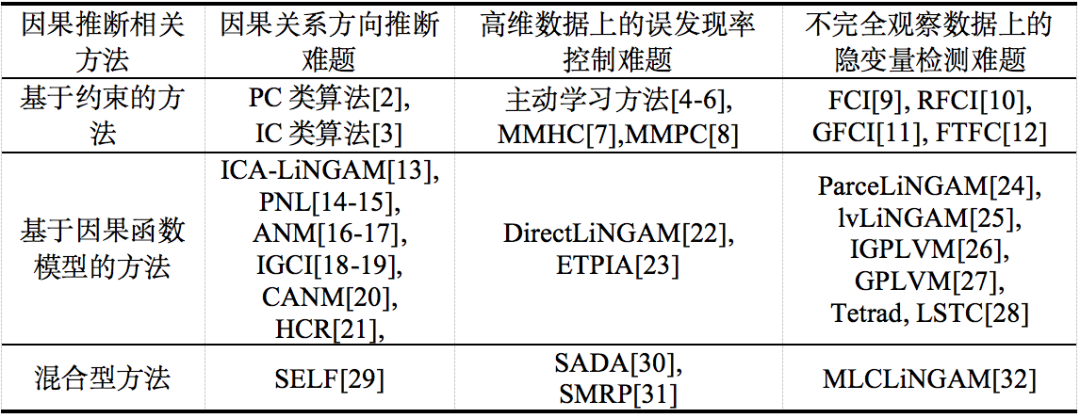 因果推断相关
方法
因果关系方向推断
难题
高维数据上的误发现率
控制难题
不完全观察数据上的
隐变量检测难题
基于约束的方
法
PC 类算法[2],
IC 类算法[3]
主动学习方法[4-6],
MMHC[7],MMPC[8]
FCI[9], RFCI[10],
GFCI[11], FTFC[12]
基于因果函数
模型的方法
ICA-LiNGAM[13],
PNL[14-15],
ANM[16-17],
IGCI[18-19],
CANM[20],
HCR[21],
DirectLiNGAM[22],
ETPIA[23]
ParceLiNGAM[24],
lvLiNGAM[25],
IGPLVM[26],
GPLVM[27],
Tetrad, LSTC[28]
混合型方法
SELF[29]
SADA[30],
SMRP[31]
MLCLiNGAM[32]